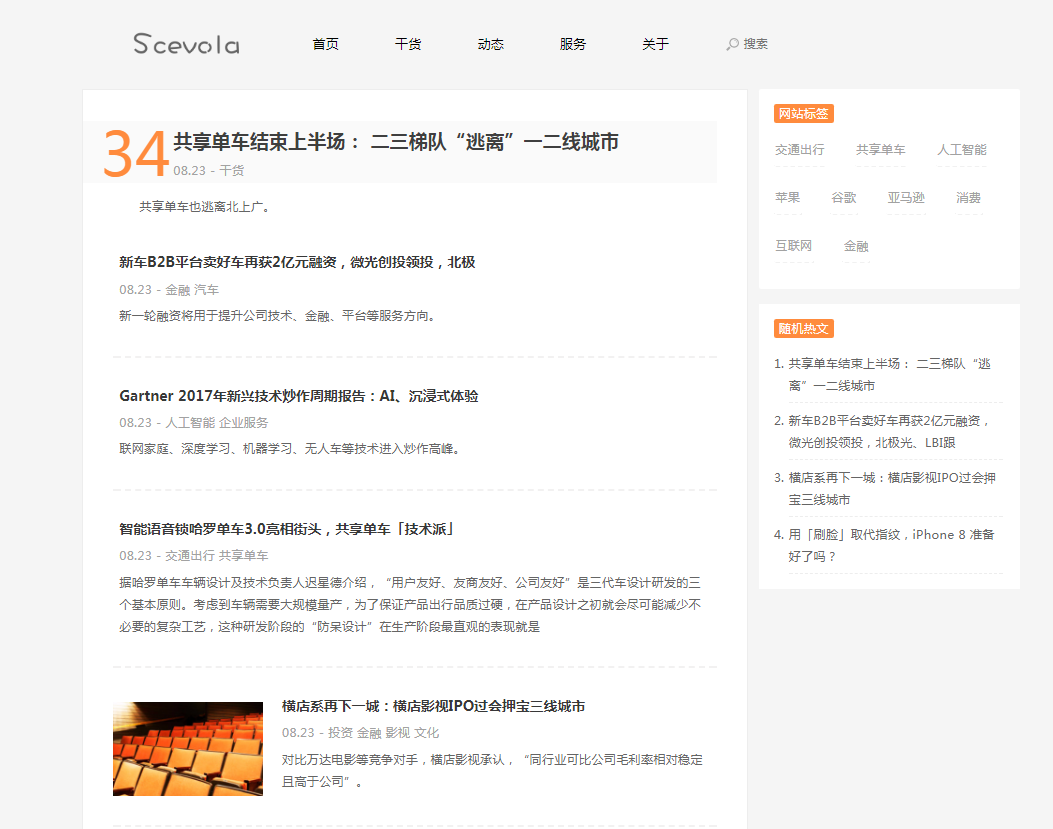 Scevola 首页 干货 动态 服务 关于 搜索
34
共享单车结束上半场： 二三梯队“逃离”一二线城市
08.23 - 干货
共享单车也逃离北上广。
新车B2B平台卖好车再获2亿元融资，微光创投领投，北极
08.23 - 金融 汽车
新一轮融资将用于提升公司技术、金融、平台等服务方向。
Gartner 2017年新兴技术炒作周期报告：AI、沉浸式体验
08.23 - 人工智能 企业服务
联网家庭、深度学习、机器学习、无人车等技术进入炒作高峰。
智能语音锁哈罗单车3.0亮相街头，共享单车「技术派」
08.23 - 交通出行 共享单车
据哈罗单车车辆设计及技术负责人迟星德介绍，“用户友好、友商友好、公司友好”是三代车设计研发的三
个基本原则。考虑到车辆需要大规模量产，为了保证产品出行品质过硬，在产品设计之初就会尽可能减少不
必要的复杂工艺，这种研发阶段的“防呆设计”在生产阶段最直观的表现就是
横店系再下一城：横店影视IPO过会押宝三线城市
08.23 - 投资 金融 影视 文化
对比万达电影等竞争对手，横店影视承认，“同行业可比公司毛利率相对稳定
且高于公司”。
网站标签
交通出行 共享单车 人工智能
苹果 谷歌 亚马逊 消费
互联网 金融
随机热文
1. 共享单车结束上半场： 二三梯队“逃
离”一二线城市
2. 新车B2B平台卖好车再获2亿元融资，
微光创投领投，北极光、LBI跟
3. 横店系再下一城：横店影视IPO过会押
宝三线城市
4. 用「刷脸」取代指纹，iPhone 8 准备
好了吗？